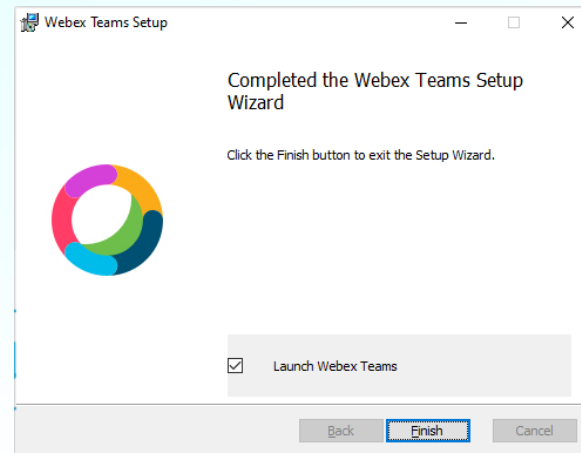 Webex Teams Setup
Completed the Webex Teams Setup
Wizard
Click the Finish button to exit the Setup Wizard.
Launch Webex Teams
Back Finish Cancel